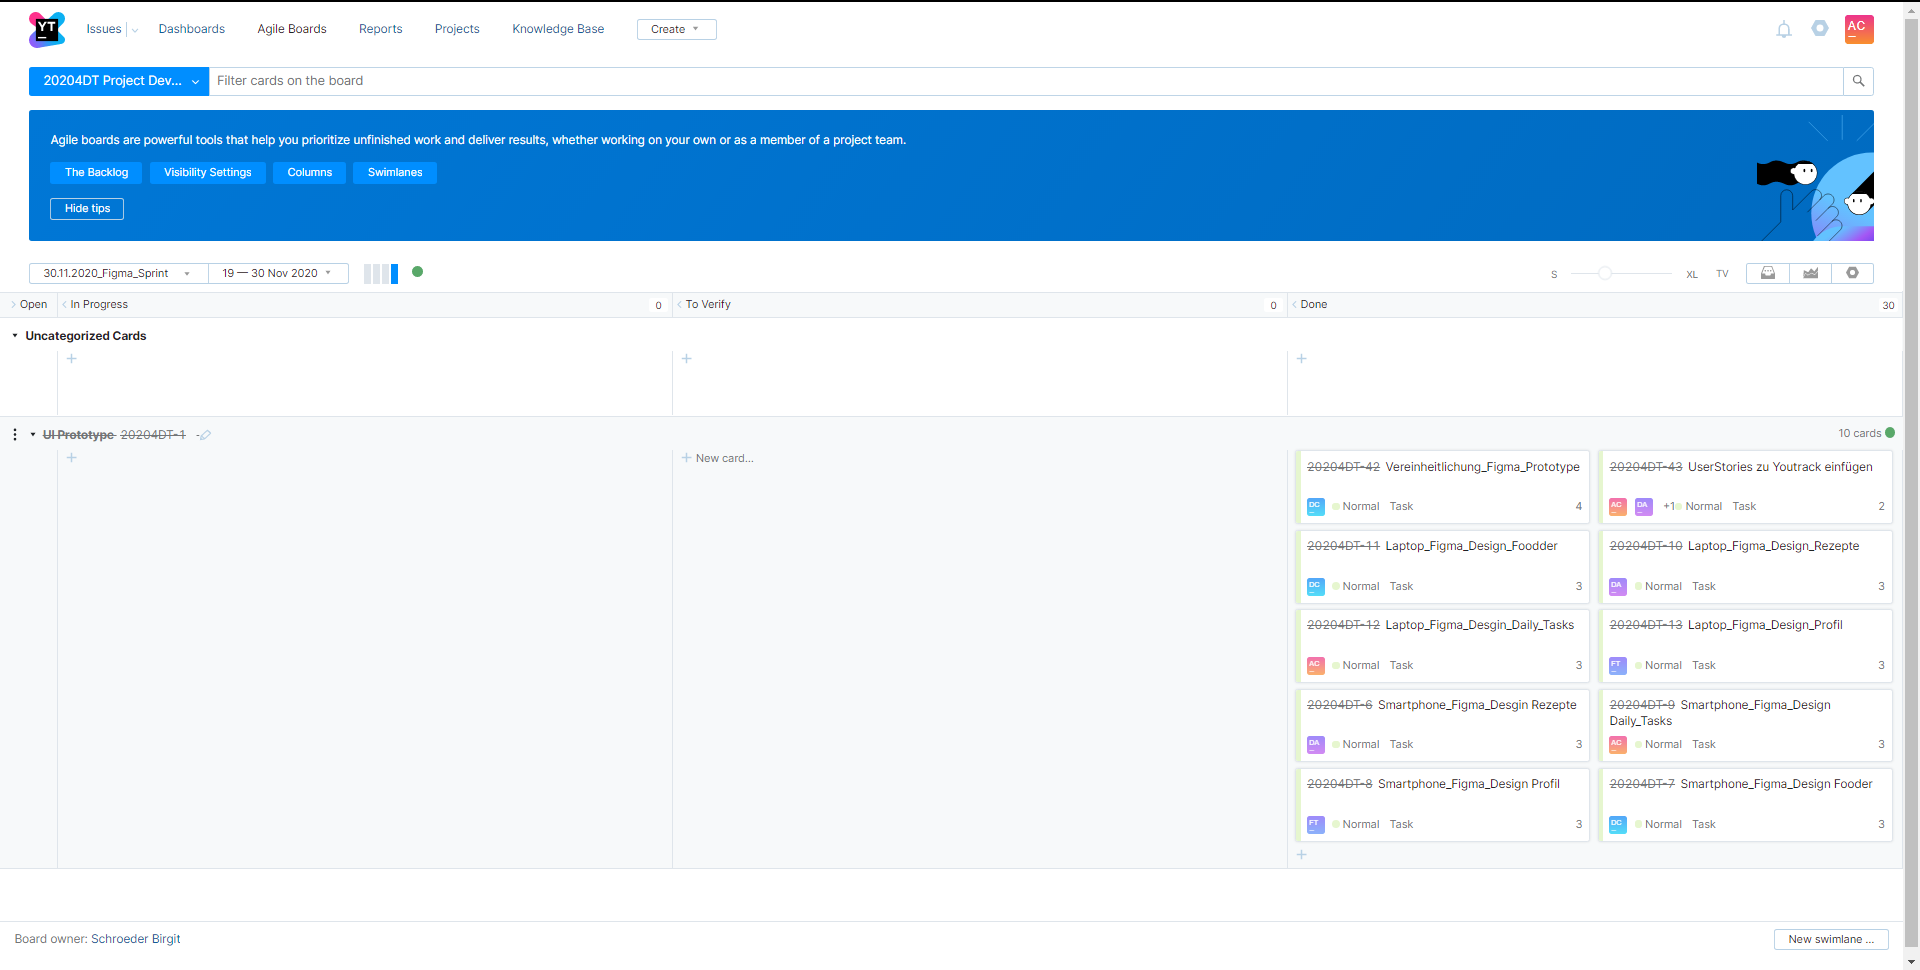 YT
Issues Dashboards Agile Boards Reports Projects Knowledge Base Create
AC
20204DT Project Dev... Filter cards on the board
Agile boards are powerful tools that help you prioritize unfinished work and deliver results, whether working on your own or as a member of a project team.
The Backlog Visibility Settings Columns Swimlanes
Hide tips
30.11.2020_Figma_Sprint 19 — 30 Nov 2020 S XL TV
Open In Progress 0 To Verify 0 Done 30
Uncategorized Cards
UI Prototype 20204DT-1 10 cards
New card...
20204DT-42 Vereinheitlichung_Figma_Prototype
DC Normal Task 4
20204DT-43 UserStories zu Youtrack einfügen
AC DA +1 Normal Task 2
20204DT-11 Laptop_Figma_Design_Foodder
DC Normal Task 3
20204DT-10 Laptop_Figma_Design_Rezepte
DA Normal Task 3
20204DT-12 Laptop_Figma_Desgin_Daily_Tasks
AC Normal Task 3
20204DT-13 Laptop_Figma_Design_Profil
FT Normal Task 3
20204DT-6 Smartphone_Figma_Desgin Rezepte
DA Normal Task 3
20204DT-9 Smartphone_Figma_Design
Daily_Tasks
AC Normal Task 3
20204DT-8 Smartphone_Figma_Design Profil
FT Normal Task 3
20204DT-7 Smartphone_Figma_Design Fooder
DC Normal Task 3
Board owner: Schroeder Birgit New swimlane ...